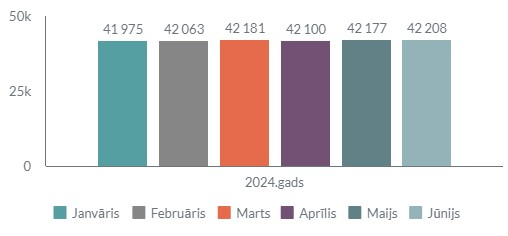 50k
41 975 42 063 42 181 42 100 42 177 42 208
25k
0
2024.gads
Janvāris Februāris Marts Aprīlis Maijs Jūnijs